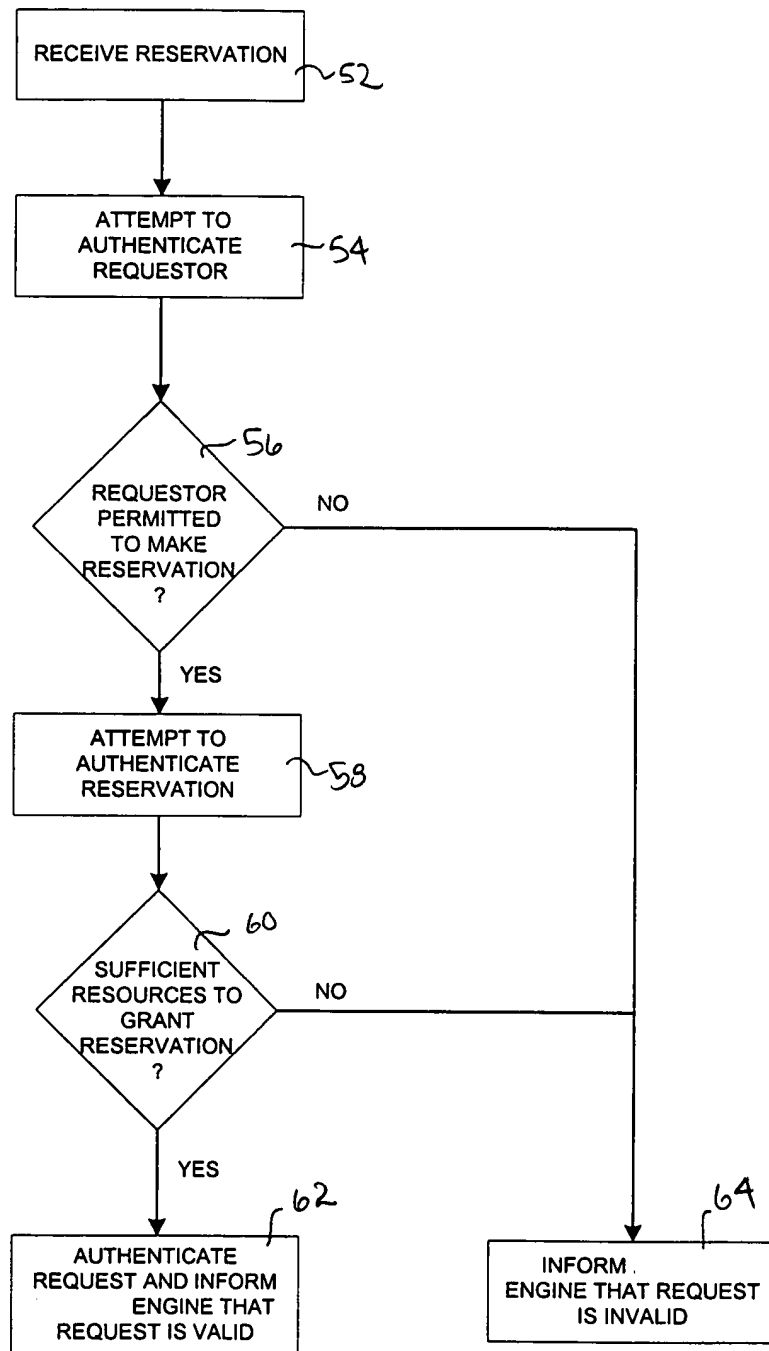 RECEIVE RESERVATION
52
ATTEMPT TO
AUTHENTICATE
REQUESTOR
54
56
REQUESTOR
PERMITTED
TO MAKE
RESERVATION
?
NO
YES
ATTEMPT TO
AUTHENTICATE
RESERVATION
58
60
SUFFICIENT
RESOURCES TO
GRANT
RESERVATION
?
NO
YES
62
AUTHENTICATE
REQUEST AND INFORM
ENGINE THAT
REQUEST IS VALID
64
INFORM
ENGINE THAT REQUEST
IS INVALID